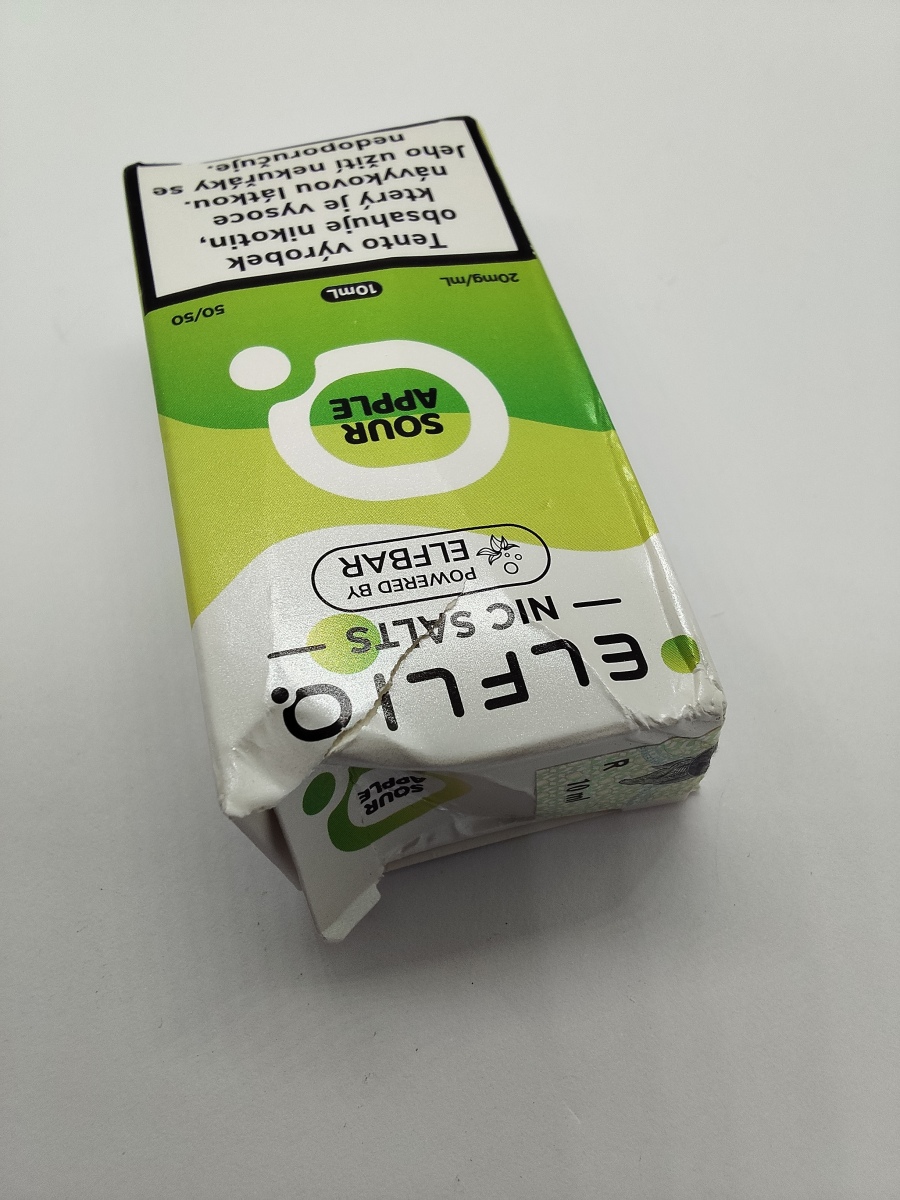 ELFLIQ
NIC SALTS
POWERED BY
ELFBAR
SOUR
APPLE
20mg/mL
10mL
50/50
Tento výrobek
obsahuje nikotin,
který je vysoce
návykovou látkou.
Jeho užití nekuřáky se
nedoporučuje.
SOUR
APPLE
R
10 ml